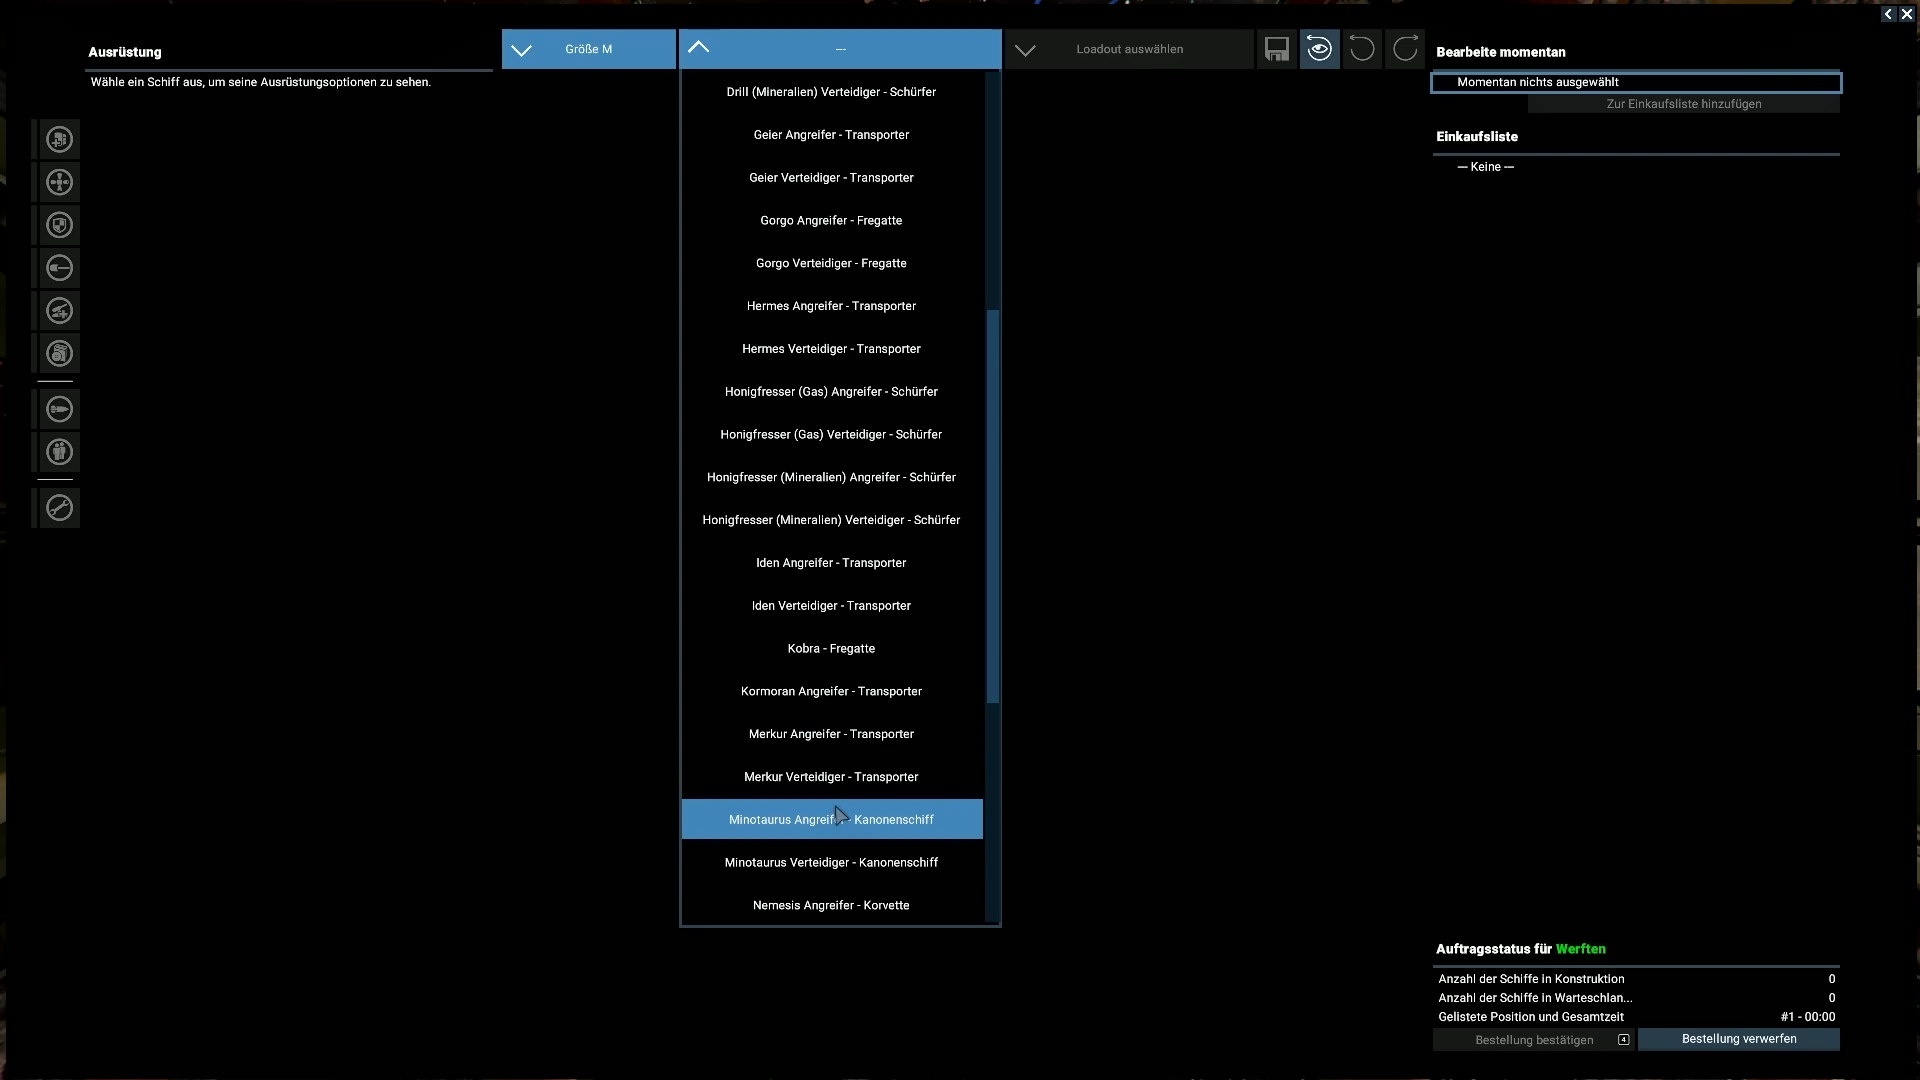 Ausrüstung
Wähle ein Schiff aus, um seine Ausrüstungsoptionen zu sehen.
Größe M
---
Loadout auswählen
Drill (Mineralien) Verteidiger - Schürfer
Geier Angreifer - Transporter
Geier Verteidiger - Transporter
Gorgo Angreifer - Fregatte
Gorgo Verteidiger - Fregatte
Hermes Angreifer - Transporter
Hermes Verteidiger - Transporter
Honigfresser (Gas) Angreifer - Schürfer
Honigfresser (Gas) Verteidiger - Schürfer
Honigfresser (Mineralien) Angreifer - Schürfer
Honigfresser (Mineralien) Verteidiger - Schürfer
Iden Angreifer - Transporter
Iden Verteidiger - Transporter
Kobra - Fregatte
Kormoran Angreifer - Transporter
Merkur Angreifer - Transporter
Merkur Verteidiger - Transporter
Minotaurus Angreifer - Kanonenschiff
Minotaurus Verteidiger - Kanonenschiff
Nemesis Angreifer - Korvette
Bearbeite momentan
Momentan nichts ausgewählt
Zur Einkaufsliste hinzufügen
Einkaufsliste
— Keine —
Auftragsstatus für Werften
Anzahl der Schiffe in Konstruktion 0
Anzahl der Schiffe in Warteschlan... 0
Gelistete Position und Gesamtzeit #1 - 00:00
Bestellung bestätigen 4 Bestellung verwerfen